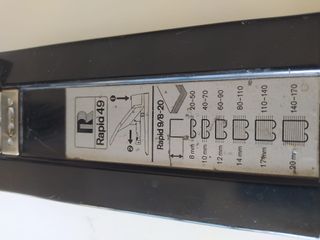 R
Rapid 49
Rapid 9/8-20
20-50
40-70
60-90
80-110
110-140
140-170
8 mm
10 mm
12 mm
14 mm
17 mm
20 mm